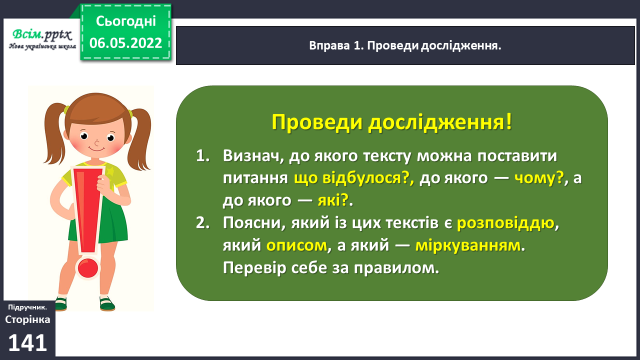 Всім.pptx
Нова українська школа
Сьогодні
06.05.2022
Вправа 1. Проведи дослідження.
Проведи дослідження!
1. Визнач, до якого тексту можна поставити
питання що відбулося?, до якого — чому?, а
до якого — які?.
2. Поясни, який із цих текстів є розповіддю,
який описом, а який — міркуванням.
Перевір себе за правилом.
Підручник.
Сторінка
141